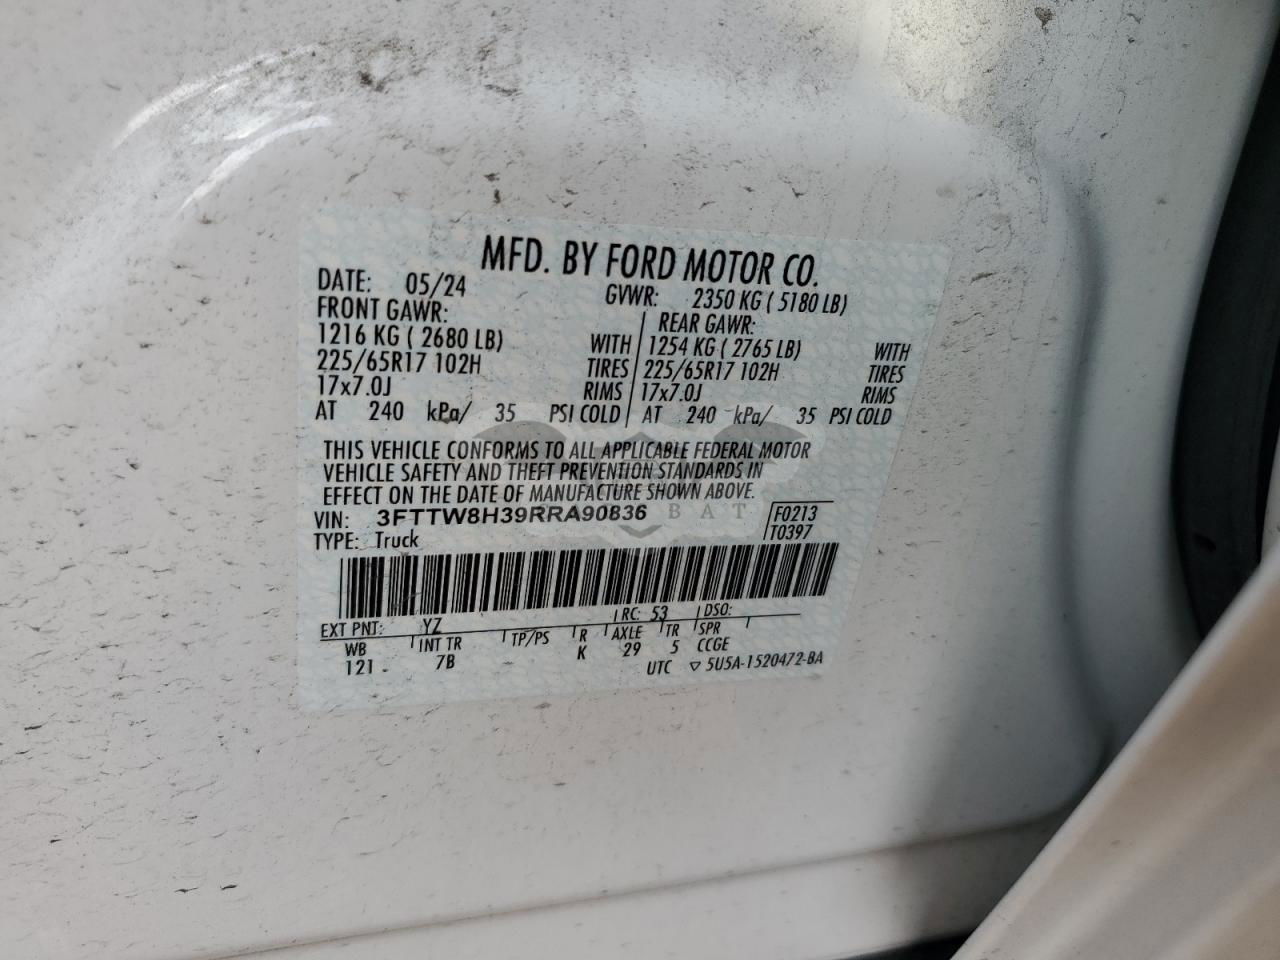 MFD. BY FORD MOTOR CO.
DATE: 05/24 GVWR: 2350 KG ( 5180 LB)
FRONT GAWR: REAR GAWR:
1216 KG ( 2680 LB) WITH 1254 KG ( 2765 LB) WITH
225/65R17 102H TIRES 225/65R17 102H TIRES
17x7.0J RIMS 17x7.0J RIMS
AT 240 kPa/ 35 PSI COLD AT 240 kPa/ 35 PSI COLD
THIS VEHICLE CONFORMS TO ALL APPLICABLE FEDERAL MOTOR
VEHICLE SAFETY AND THEFT PREVENTION STANDARDS IN
EFFECT ON THE DATE OF MANUFACTURE SHOWN ABOVE.
VIN: 3FTTW8H39RRA90836 F0213
TYPE: Truck T0397
EXT PNT: YZ RC: 53 DSO:
WB INT TR TP/PS R AXLE TR SPR
121 7B K 29 5 CCGE
UTC ▽ 5U5A-1520472-BA